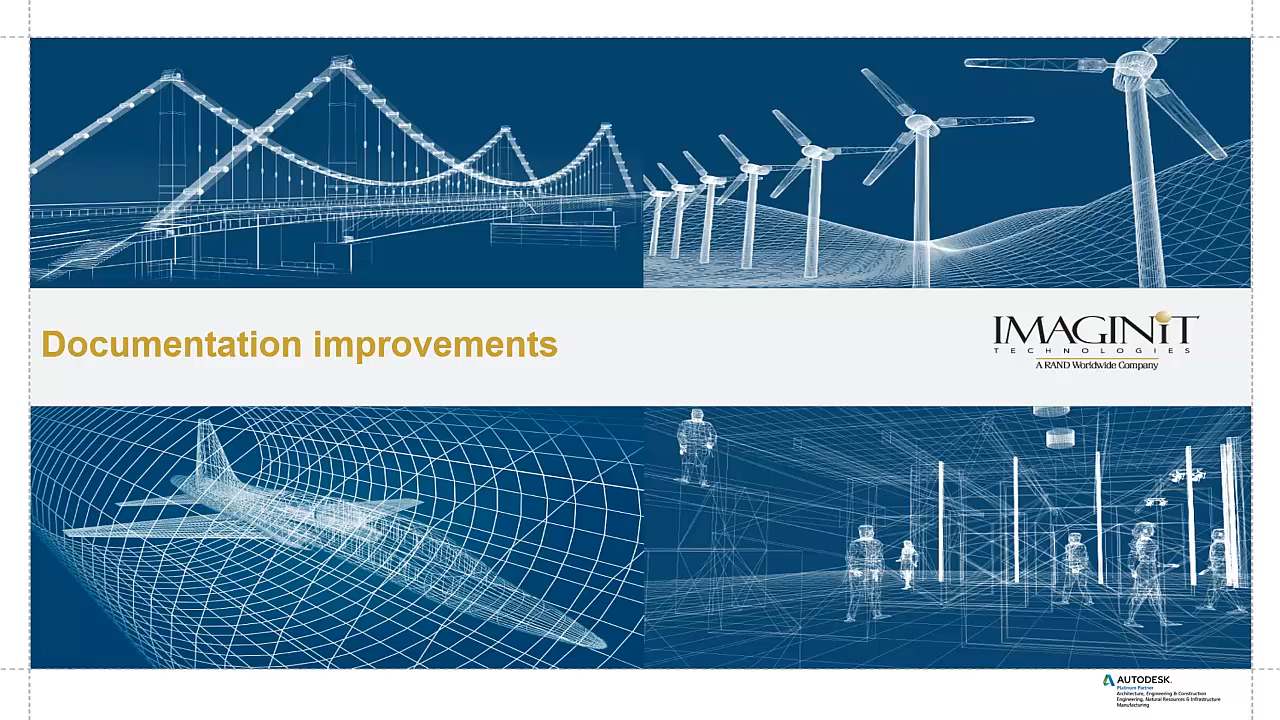 Documentation improvements
IMAGINiT
TECHNOLOGIES
A RAND Worldwide Company
AUTODESK.
Platinum Partner
Architecture, Engineering & Construction
Engineering, Natural Resources & Infrastructure
Manufacturing